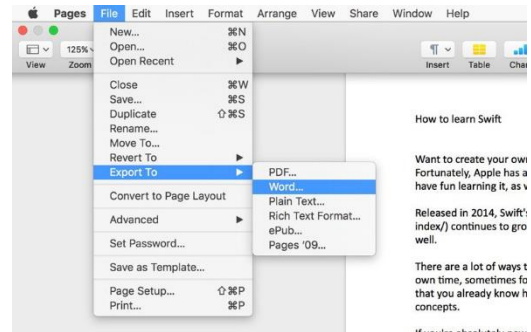 Pages File Edit Insert Format Arrange View Share Window Help
125%
View Zoom
Insert Table
New... ⌘N
Open... ⌘O
Open Recent ▶
Close ⌘W
Save... ⌘S
Duplicate ⇧⌘S
Rename...
Move To...
Revert To ▶
Export To ▶
Convert to Page Layout
Advanced ▶
Set Password...
Save as Template...
Page Setup... ⇧⌘P
Print... ⌘P
PDF...
Word...
Plain Text...
Rich Text Format...
ePub...
Pages '09...
How to learn Swift
Want to create your own
Fortunately, Apple has a
have fun learning it, as
Released in 2014, Swift's
index/) continues to
well.
There are a lot of ways
own time, sometimes
that you already know
concepts.